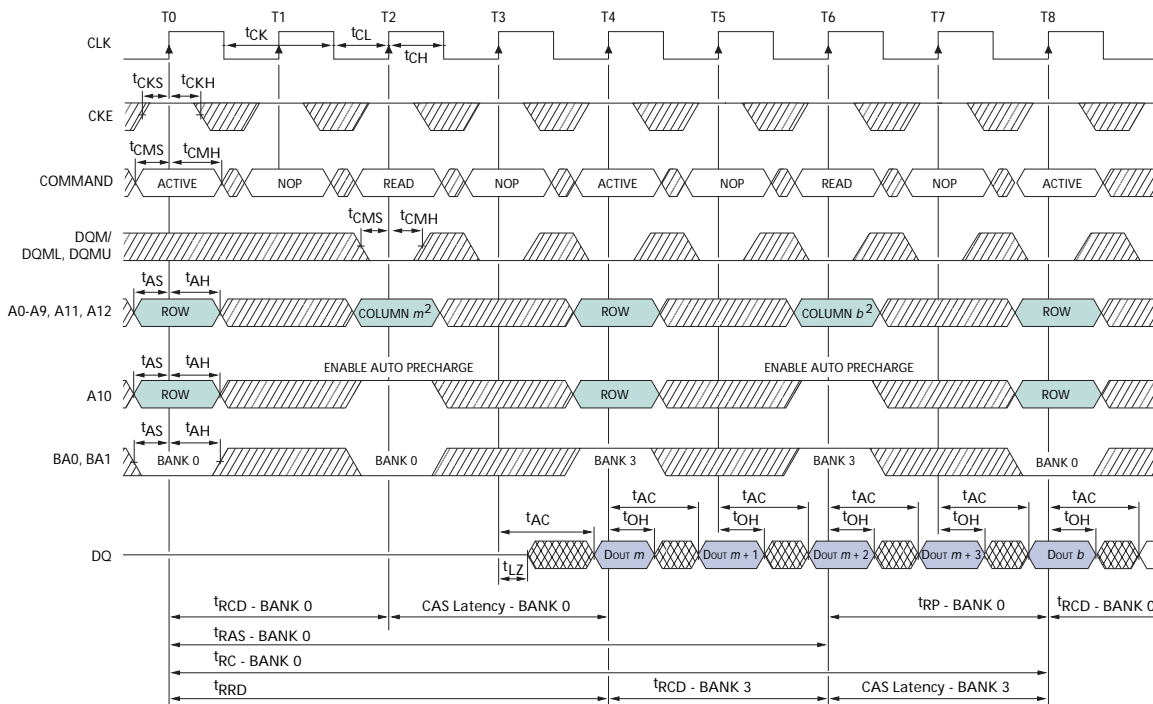 T0 T1 T2 T3 T4 T5 T6 T7 T8
CLK tCK tCL tCH
tCKS tCKH
CKE
tCMS tCMH
COMMAND ACTIVE NOP READ NOP ACTIVE NOP READ NOP ACTIVE
tCMS tCMH
DQM/
DQML, DQMU
tAS tAH
A0-A9, A11, A12 ROW COLUMN m2 ROW COLUMN b2 ROW
tAS tAH ENABLE AUTO PRECHARGE ENABLE AUTO PRECHARGE
A10 ROW ROW ROW
tAS tAH
BA0, BA1 BANK 0 BANK 0 BANK 3 BANK 3 BANK 0
tAC tAC tAC tAC tAC tAC
tOH tOH tOH tOH tOH
DQ DOUT m DOUT m + 1 DOUT m + 2 DOUT m + 3 DOUT b
tLZ
tRCD - BANK 0 CAS Latency - BANK 0 tRP - BANK 0 tRCD - BANK 0
tRAS - BANK 0
tRC - BANK 0
tRRD tRCD - BANK 3 CAS Latency - BANK 3